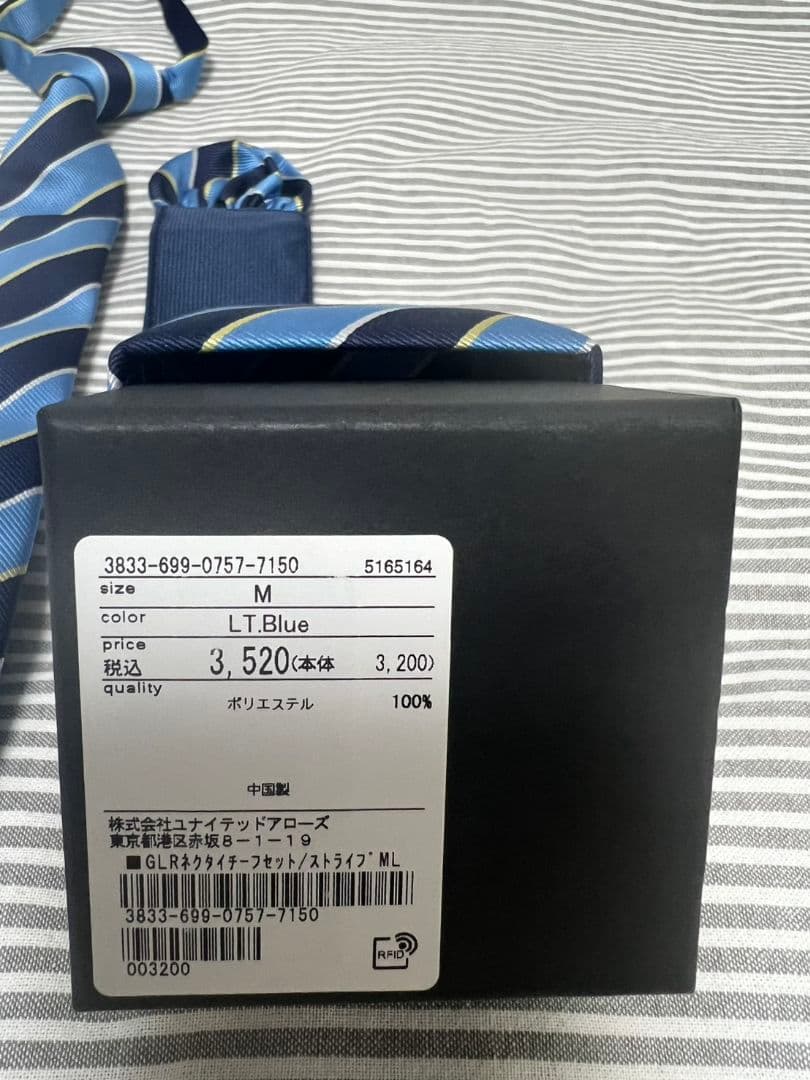 3833-699-0757-7150 5165164
size M
color LT.Blue
price
税込 3,520(本体 3,200)
quality
ポリエステル 100%
中国製
株式会社ユナイテッドアローズ
東京都港区赤坂8-1-19
■GLRネクタイチーフセット/ストライプML
3833-699-0757-7150
003200
RFID